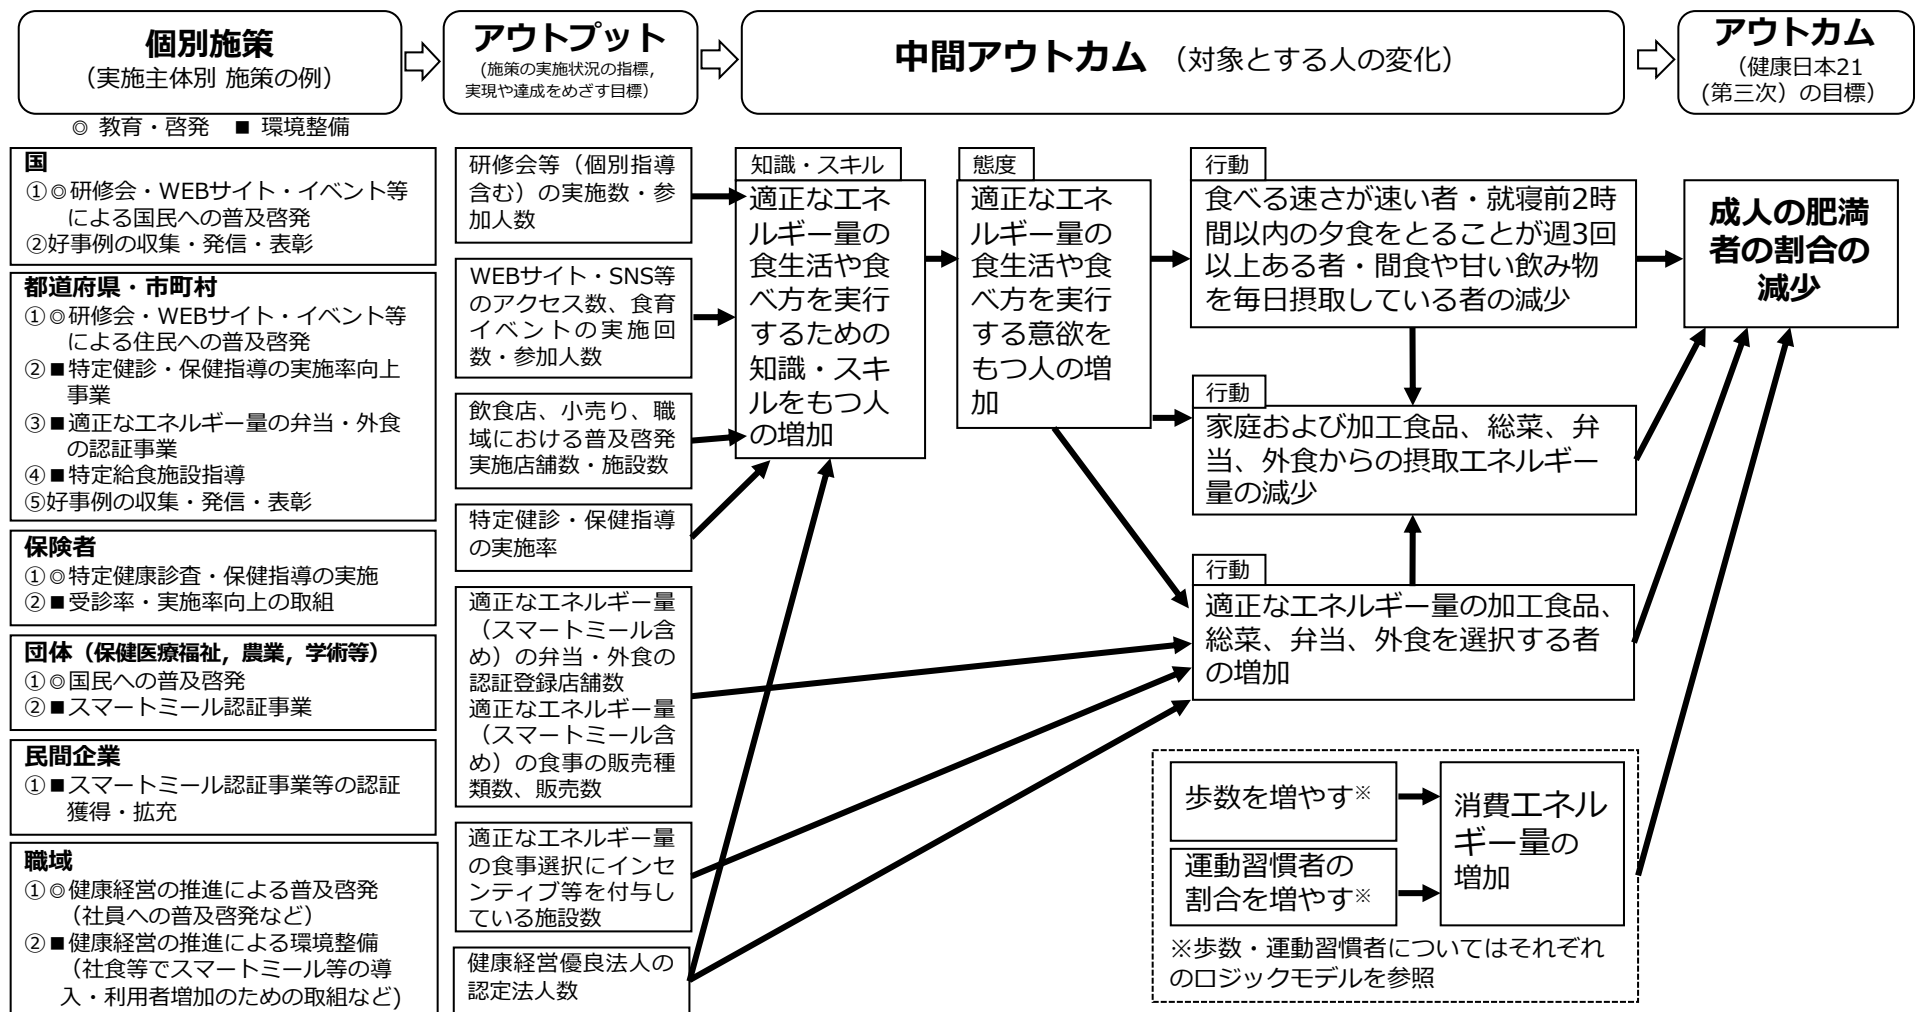 個別施策
（実施主体別 施策の例）
アウトプット
（施策の実施状況の指標，
実現や達成をめざす目標）
中間アウトカム （対象とする人の変化）
アウトカム
（健康日本21
(第三次）の目標）
◎ 教育・啓発 ■ 環境整備
国
①◎研修会・WEBサイト・イベント等
による国民への普及啓発
②好事例の収集・発信・表彰
都道府県・市町村
①◎研修会・WEBサイト・イベント等
による住民への普及啓発
②■特定健診・保健指導の実施率向上
事業
③■適正なエネルギー量の弁当・外食
の認証事業
④■特定給食施設指導
⑤好事例の収集・発信・表彰
保険者
①◎特定健康診査・保健指導の実施
②■受診率・実施率向上の取組
団体（保健医療福祉，農業，学術等）
①◎国民への普及啓発
②■スマートミール認証事業
民間企業
①■スマートミール認証事業等の認証
獲得・拡充
職域
①◎健康経営の推進による普及啓発
（社員への普及啓発など）
②■健康経営の推進による環境整備
（社食等でスマートミール等の導
入・利用者増加のための取組など)
研修会等（個別指導
含む）の実施数・参
加人数
WEBサイト・SNS等
のアクセス数、食育
イベントの実施回
数・参加人数
飲食店、小売り、職
域における普及啓発
実施店舗数・施設数
特定健診・保健指導
の実施率
適正なエネルギー量
（スマートミール含
め）の弁当・外食の
認証登録店舗数
適正なエネルギー量
（スマートミール含
め）の食事の販売種
類数、販売数
適正なエネルギー量
の食事選択にインセ
ンティブ等を付与し
ている施設数
健康経営優良法人の
認定法人数
知識・スキル
適正なエネ
ルギー量の
食生活や食
べ方を実行
するための
知識・スキ
ルをもつ人
の増加
態度
適正なエネ
ルギー量の
食生活や食
べ方を実行
する意欲を
もつ人の増
加
行動
食べる速さが速い者・就寝前2時
間以内の夕食をとることが週3回
以上ある者・間食や甘い飲み物
を毎日摂取している者の減少
行動
家庭および加工食品、総菜、弁
当、外食からの摂取エネルギー
量の減少
行動
適正なエネルギー量の加工食品、
総菜、弁当、外食を選択する者
の増加
歩数を増やす※
運動習慣者の
割合を増やす※
消費エネル
ギー量の
増加
※歩数・運動習慣者についてはそれぞれ
のロジックモデルを参照
成人の肥満
者の割合の
減少